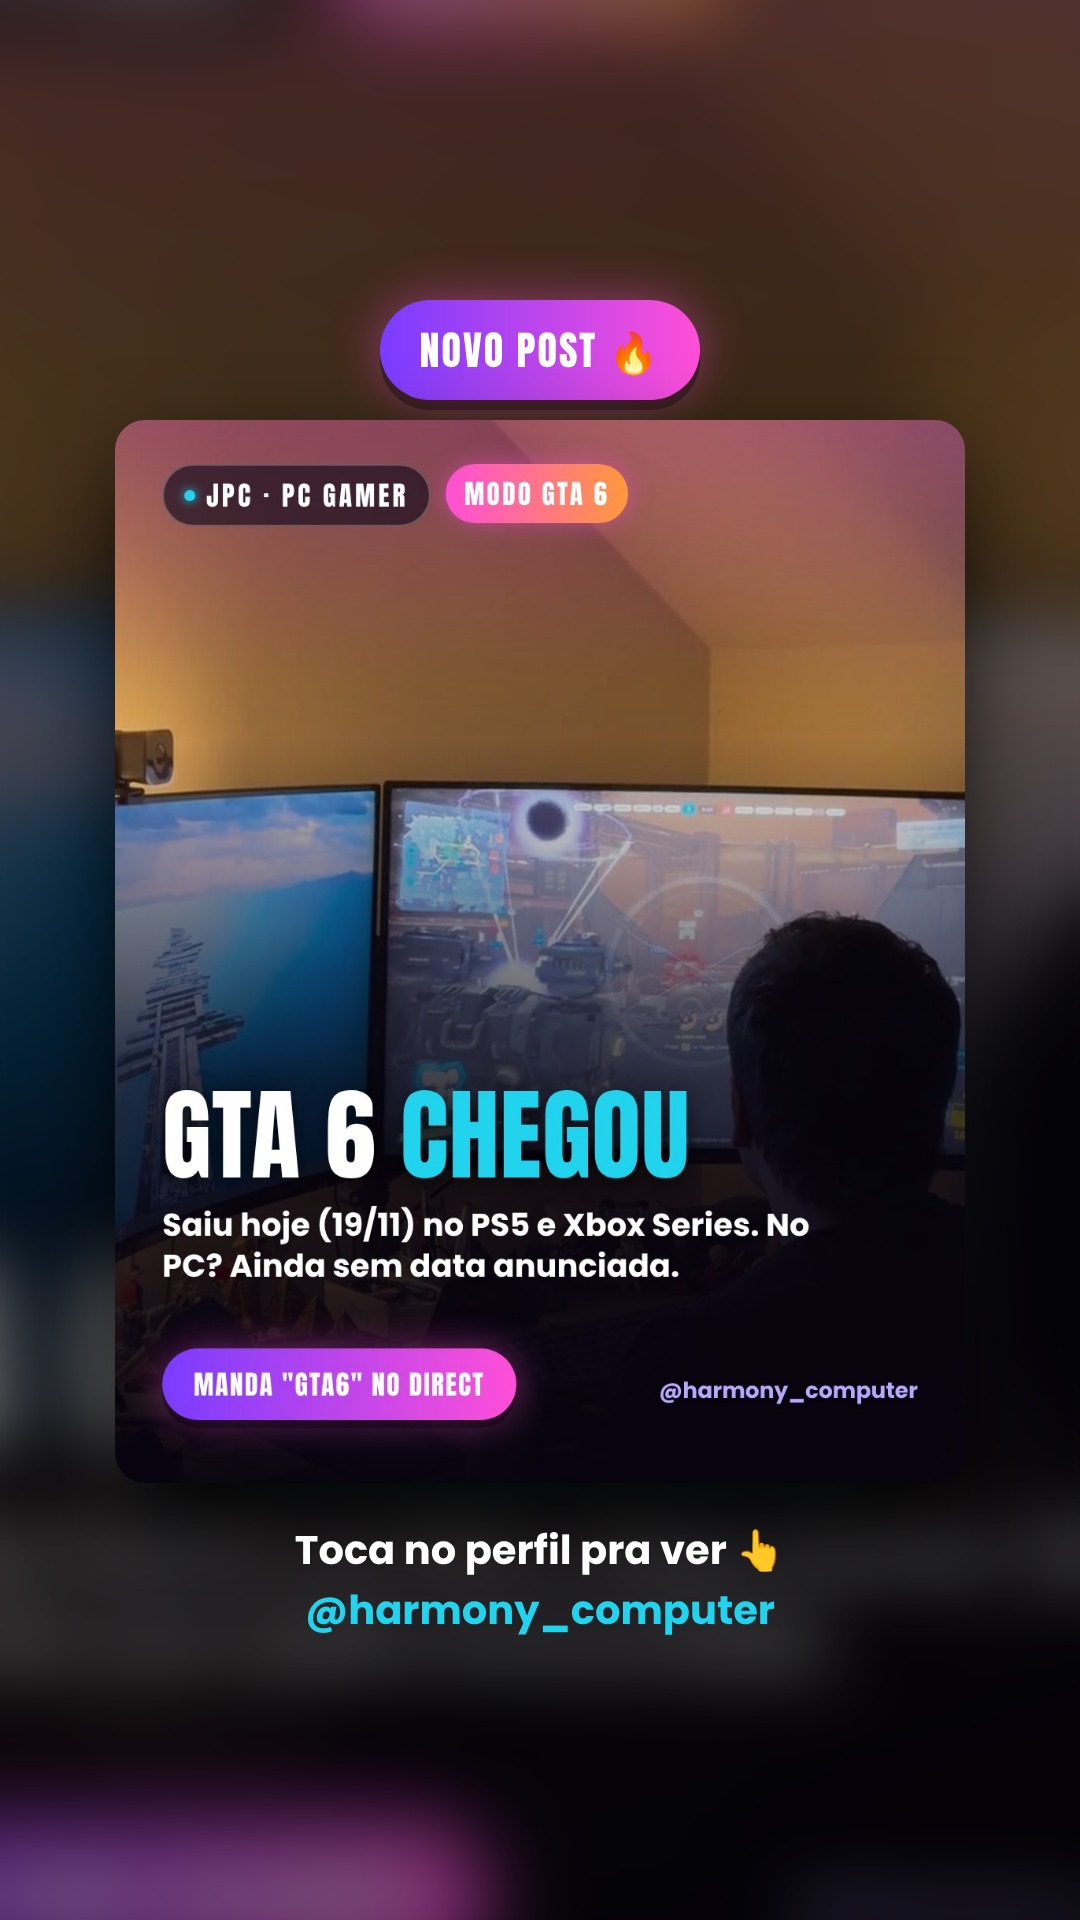 NOVO POST 🔥
JPC · PC GAMER
MODO GTA 6
GTA 6 CHEGOU
Saiu hoje (19/11) no PS5 e Xbox Series. No
PC? Ainda sem data anunciada.
MANDA "GTA6" NO DIRECT
@harmony_computer
Toca no perfil pra ver 👆
@harmony_computer